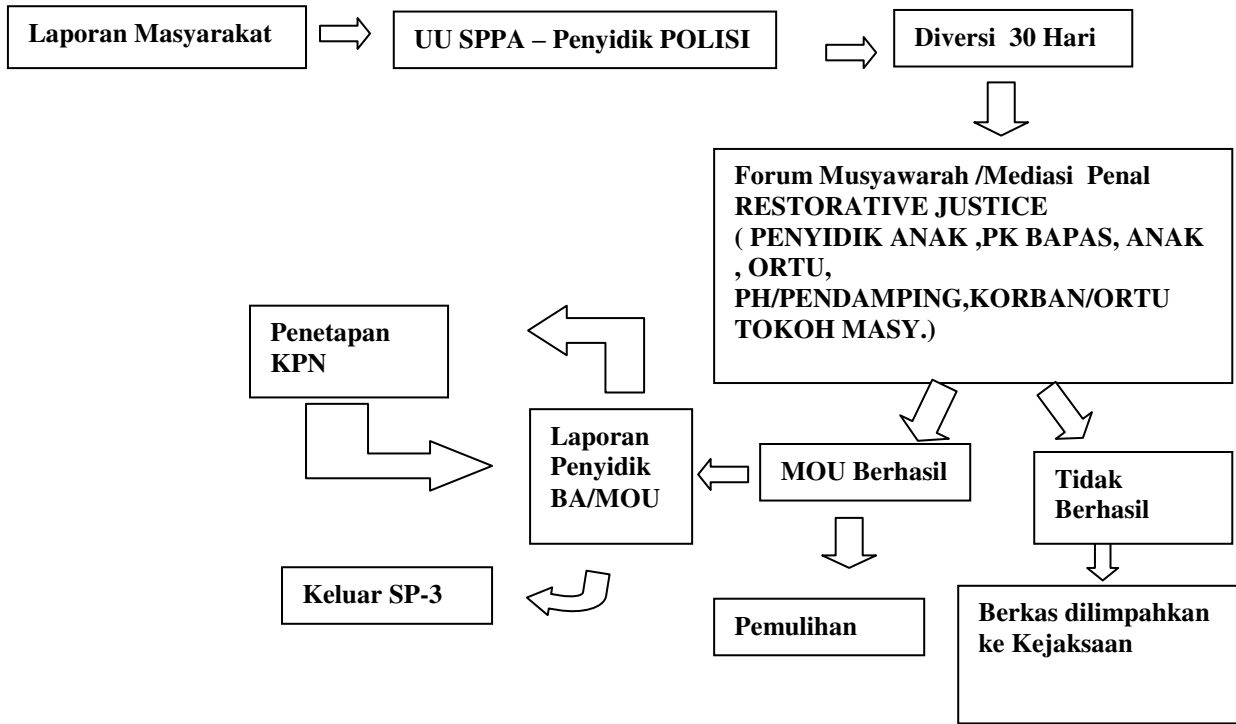 Laporan Masyarakat
UU SPPA – Penyidik POLISI
Diversi 30 Hari
Forum Musyawarah /Mediasi Penal
RESTORATIVE JUSTICE
( PENYIDIK ANAK ,PK BAPAS, ANAK
, ORTU,
PH/PENDAMPING,KORBAN/ORTU
TOKOH MASY.)
Penetapan
KPN
Laporan
Penyidik
BA/MOU
MOU Berhasil
Tidak
Berhasil
Keluar SP-3
Pemulihan
Berkas dilimpahkan
ke Kejaksaan